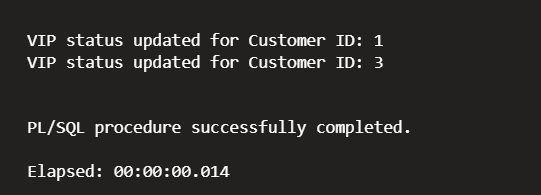 VIP status updated for Customer ID: 1
VIP status updated for Customer ID: 3
PL/SQL procedure successfully completed.
Elapsed: 00:00:00.014